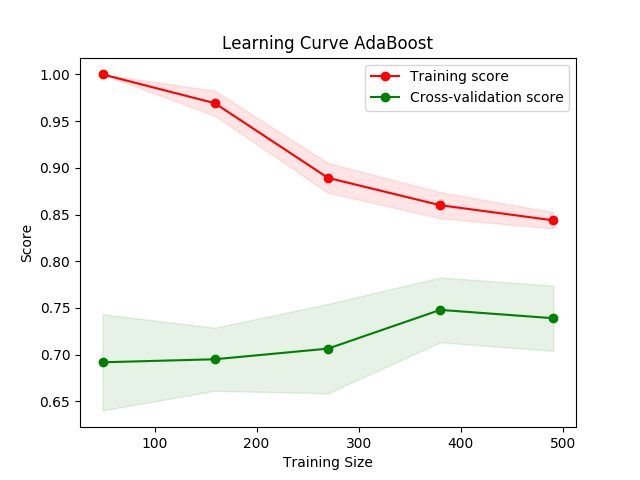 Learning Curve AdaBoost
Training score
Cross-validation score
1.00
0.95
0.90
0.85
0.80
0.75
0.70
0.65
Score
100
200
300
400
500
Training Size